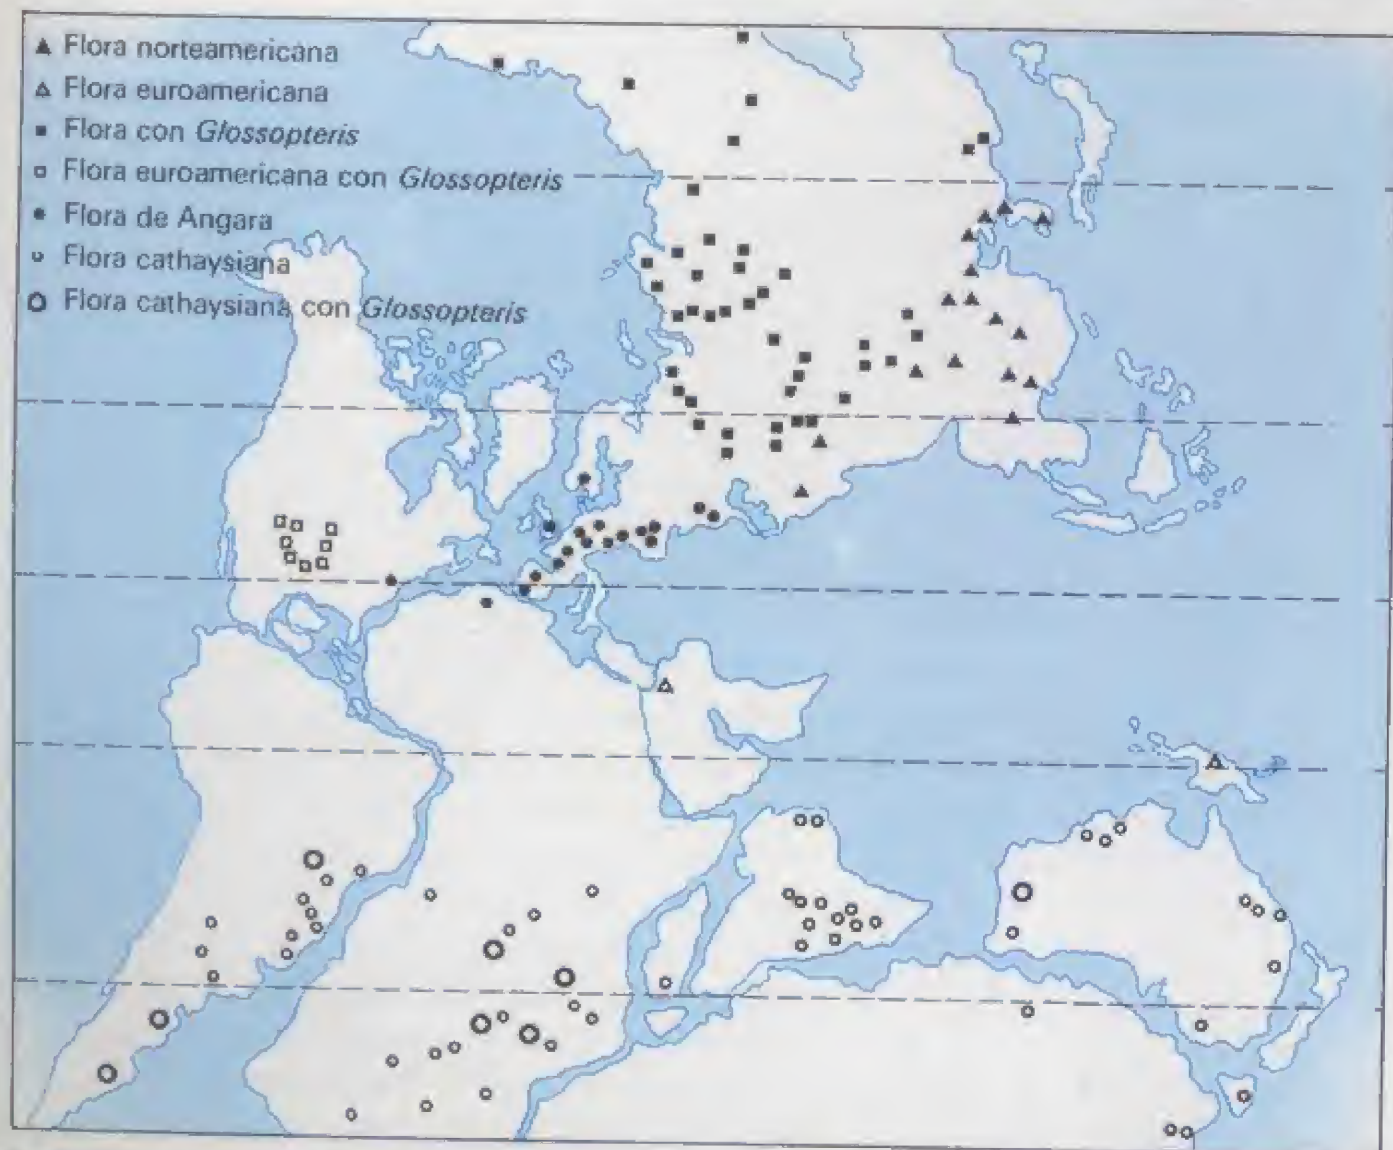 ▲ Flora norteamericana
△ Flora euroamericana
■ Flora con Glossopteris
□ Flora euroamericana con Glossopteris
● Flora de Angara
○ Flora cathaysiana
○ Flora cathaysiana con Glossopteris